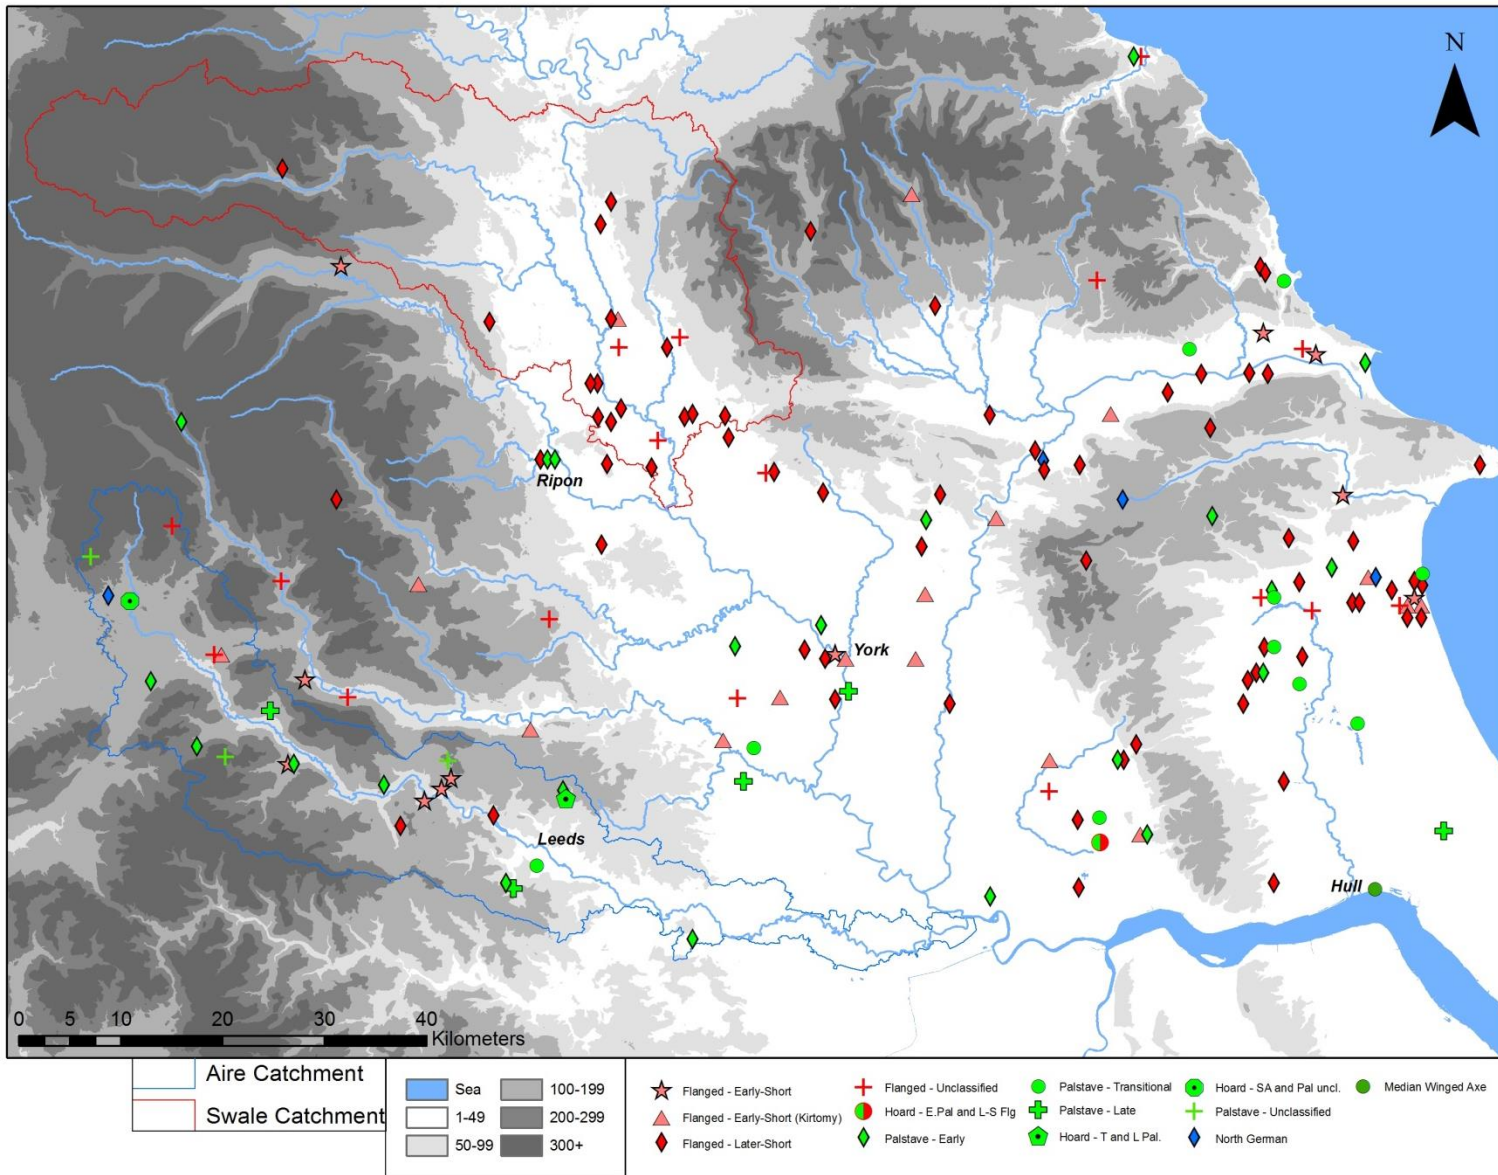 N
Ripon
York
Leeds
Hull
0 5 10 20 30 40
Kilometers
Aire Catchment
Swale Catchment
Sea
1-49
50-99
100-199
200-299
300+
Flanged - Early-Short
Flanged - Early-Short (Kirtomy)
Flanged - Later-Short
Flanged - Unclassified
Hoard - E.Pal and L-S Flg
Palstave - Early
Palstave - Transitional
Palstave - Late
Hoard - T and L Pal.
Hoard - SA and Pal uncl.
Palstave - Unclassified
North German
Median Winged Axe